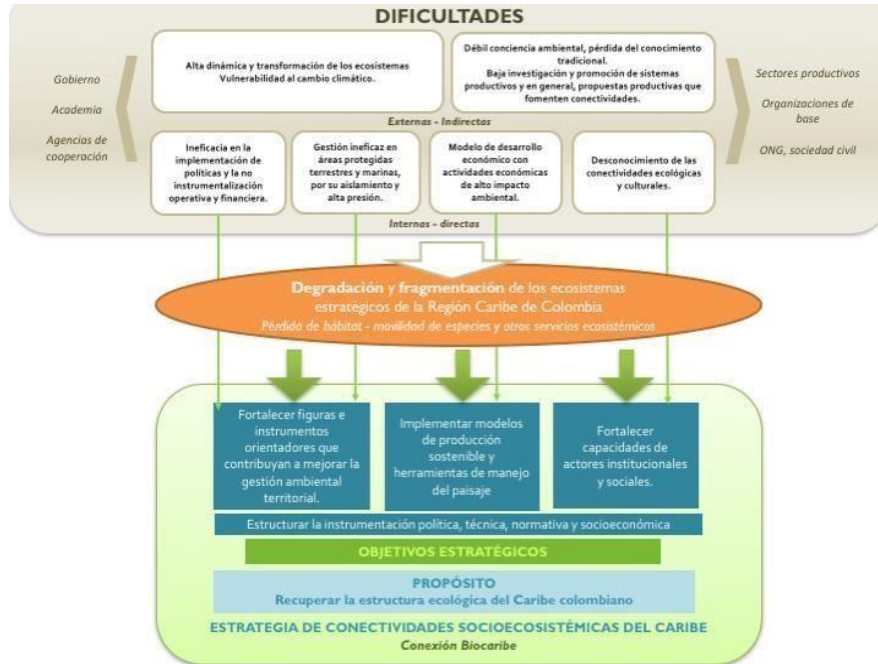 DIFICULTADES
Gobierno
Academia
Agencias de
cooperación
Alta dinámica y transformación de los ecosistemas
Vulnerabilidad al cambio climático.
Débil conciencia ambiental, pérdida del conocimiento
tradicional.
Baja investigación y promoción de sistemas
productivos y en general, propuestas productivas que
fomenten conectividades.
Sectores productivos
Organizaciones de
base
ONG, sociedad civil
Externas - Indirectas
Ineficacia en la
implementación de
políticas y la no
instrumentalización
operativa y financiera.
Gestión ineficaz en
áreas protegidas
terrestres y marinas,
por su aislamiento y
alta presión.
Modelo de desarrollo
económico con
actividades económicas
de alto impacto
ambiental.
Desconocimiento de las
conectividades ecológicas
y culturales.
Internas - directas
Degradación y fragmentación de los ecosistemas
estratégicos de la Región Caribe de Colombia
Pérdida de hábitat - movilidad de especies y otros servicios ecosistémicos
Fortalecer figuras e
instrumentos
orientadores que
contribuyan a mejorar la
gestión ambiental
territorial.
Implementar modelos
de producción
sostenible y
herramientas de manejo
del paisaje
Fortalecer
capacidades de
actores institucionales
y sociales.
Estructurar la instrumentación política, técnica, normativa y socioeconómica
OBJETIVOS ESTRATÉGICOS
PROPÓSITO
Recuperar la estructura ecológica del Caribe colombiano
ESTRATEGIA DE CONECTIVIDADES SOCIOECOSISTÉMICAS DEL CARIBE
Conexión Biocaribe